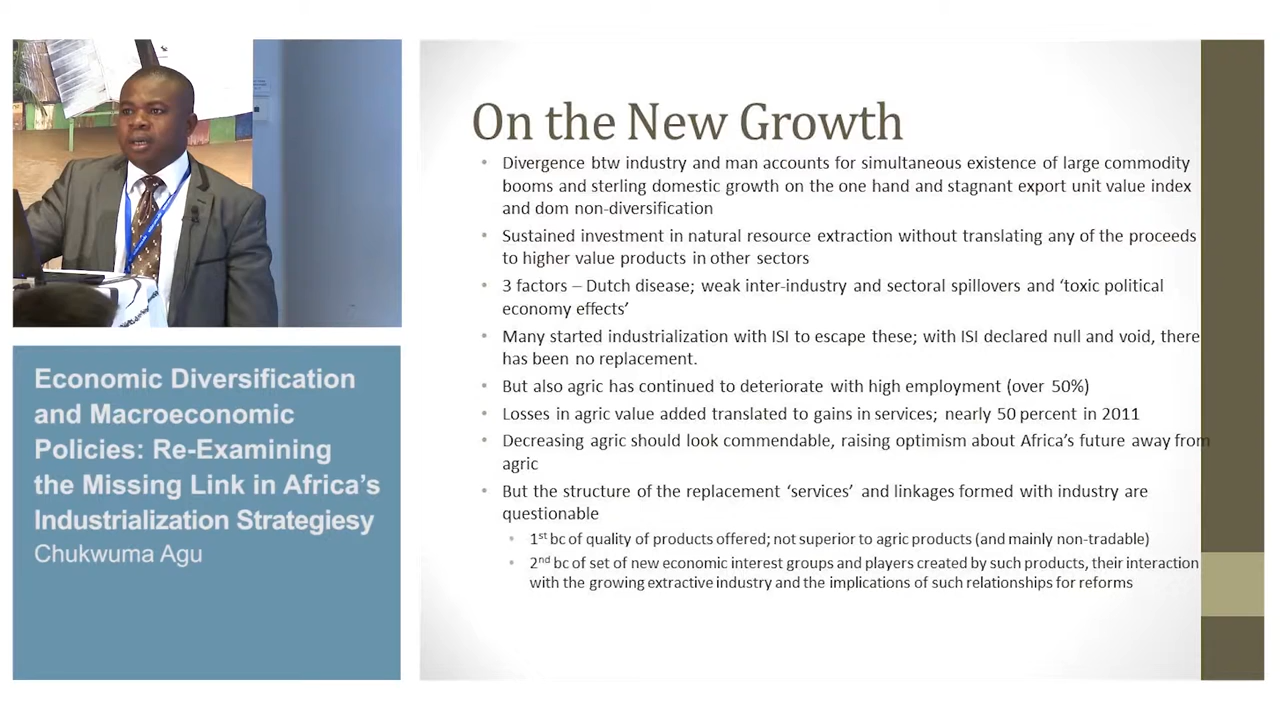 Economic Diversification
and Macroeconomic
Policies: Re-Examining
the Missing Link in Africa's
Industrialization Strategiesy
Chukwuma Agu
On the New Growth
• Divergence btw industry and man accounts for simultaneous existence of large commodity
booms and sterling domestic growth on the one hand and stagnant export unit value index
and dom non-diversification
• Sustained investment in natural resource extraction without translating any of the proceeds
to higher value products in other sectors
• 3 factors – Dutch disease; weak inter-industry and sectoral spillovers and 'toxic political
economy effects'
• Many started industrialization with ISI to escape these; with ISI declared null and void, there
has been no replacement.
• But also agric has continued to deteriorate with high employment (over 50%)
• Losses in agric value added translated to gains in services; nearly 50 percent in 2011
• Decreasing agric should look commendable, raising optimism about Africa's future away from
agric
• But the structure of the replacement 'services' and linkages formed with industry are
questionable
• 1st bc of quality of products offered; not superior to agric products (and mainly non-tradable)
• 2nd bc of set of new economic interest groups and players created by such products, their interaction
with the growing extractive industry and the implications of such relationships for reforms